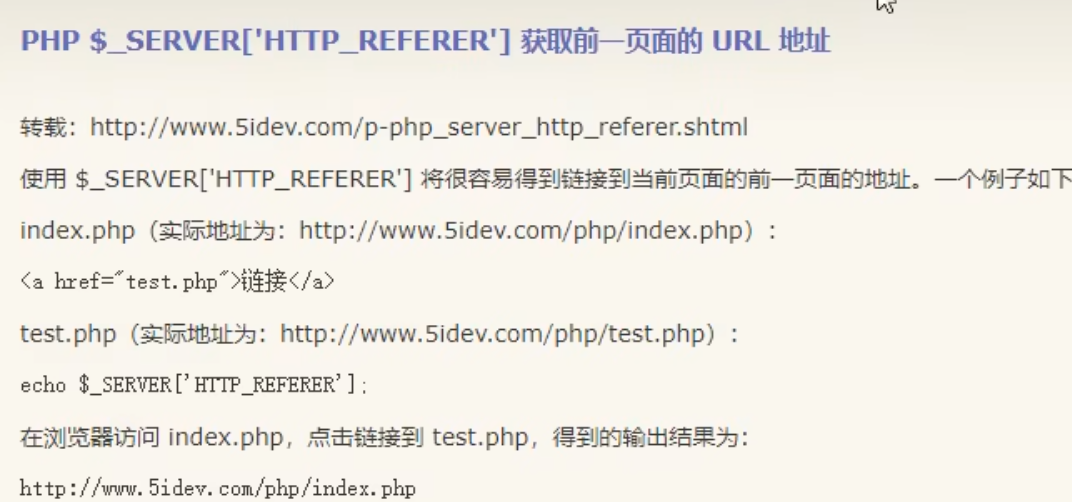 PHP $_SERVER['HTTP_REFERER'] 获取前一页面的 URL 地址
转载：http://www.5idev.com/p-php_server_http_referer.shtml
使用 $_SERVER['HTTP_REFERER'] 将很容易得到链接到当前页面的前一页面的地址。一个例子如下
index.php（实际地址为：http://www.5idev.com/php/index.php）:
<a href="test.php">链接</a>
test.php（实际地址为：http://www.5idev.com/php/test.php）:
echo $_SERVER['HTTP_REFERER'];
在浏览器访问 index.php，点击链接到 test.php，得到的输出结果为：
http://www.5idev.com/php/index.php